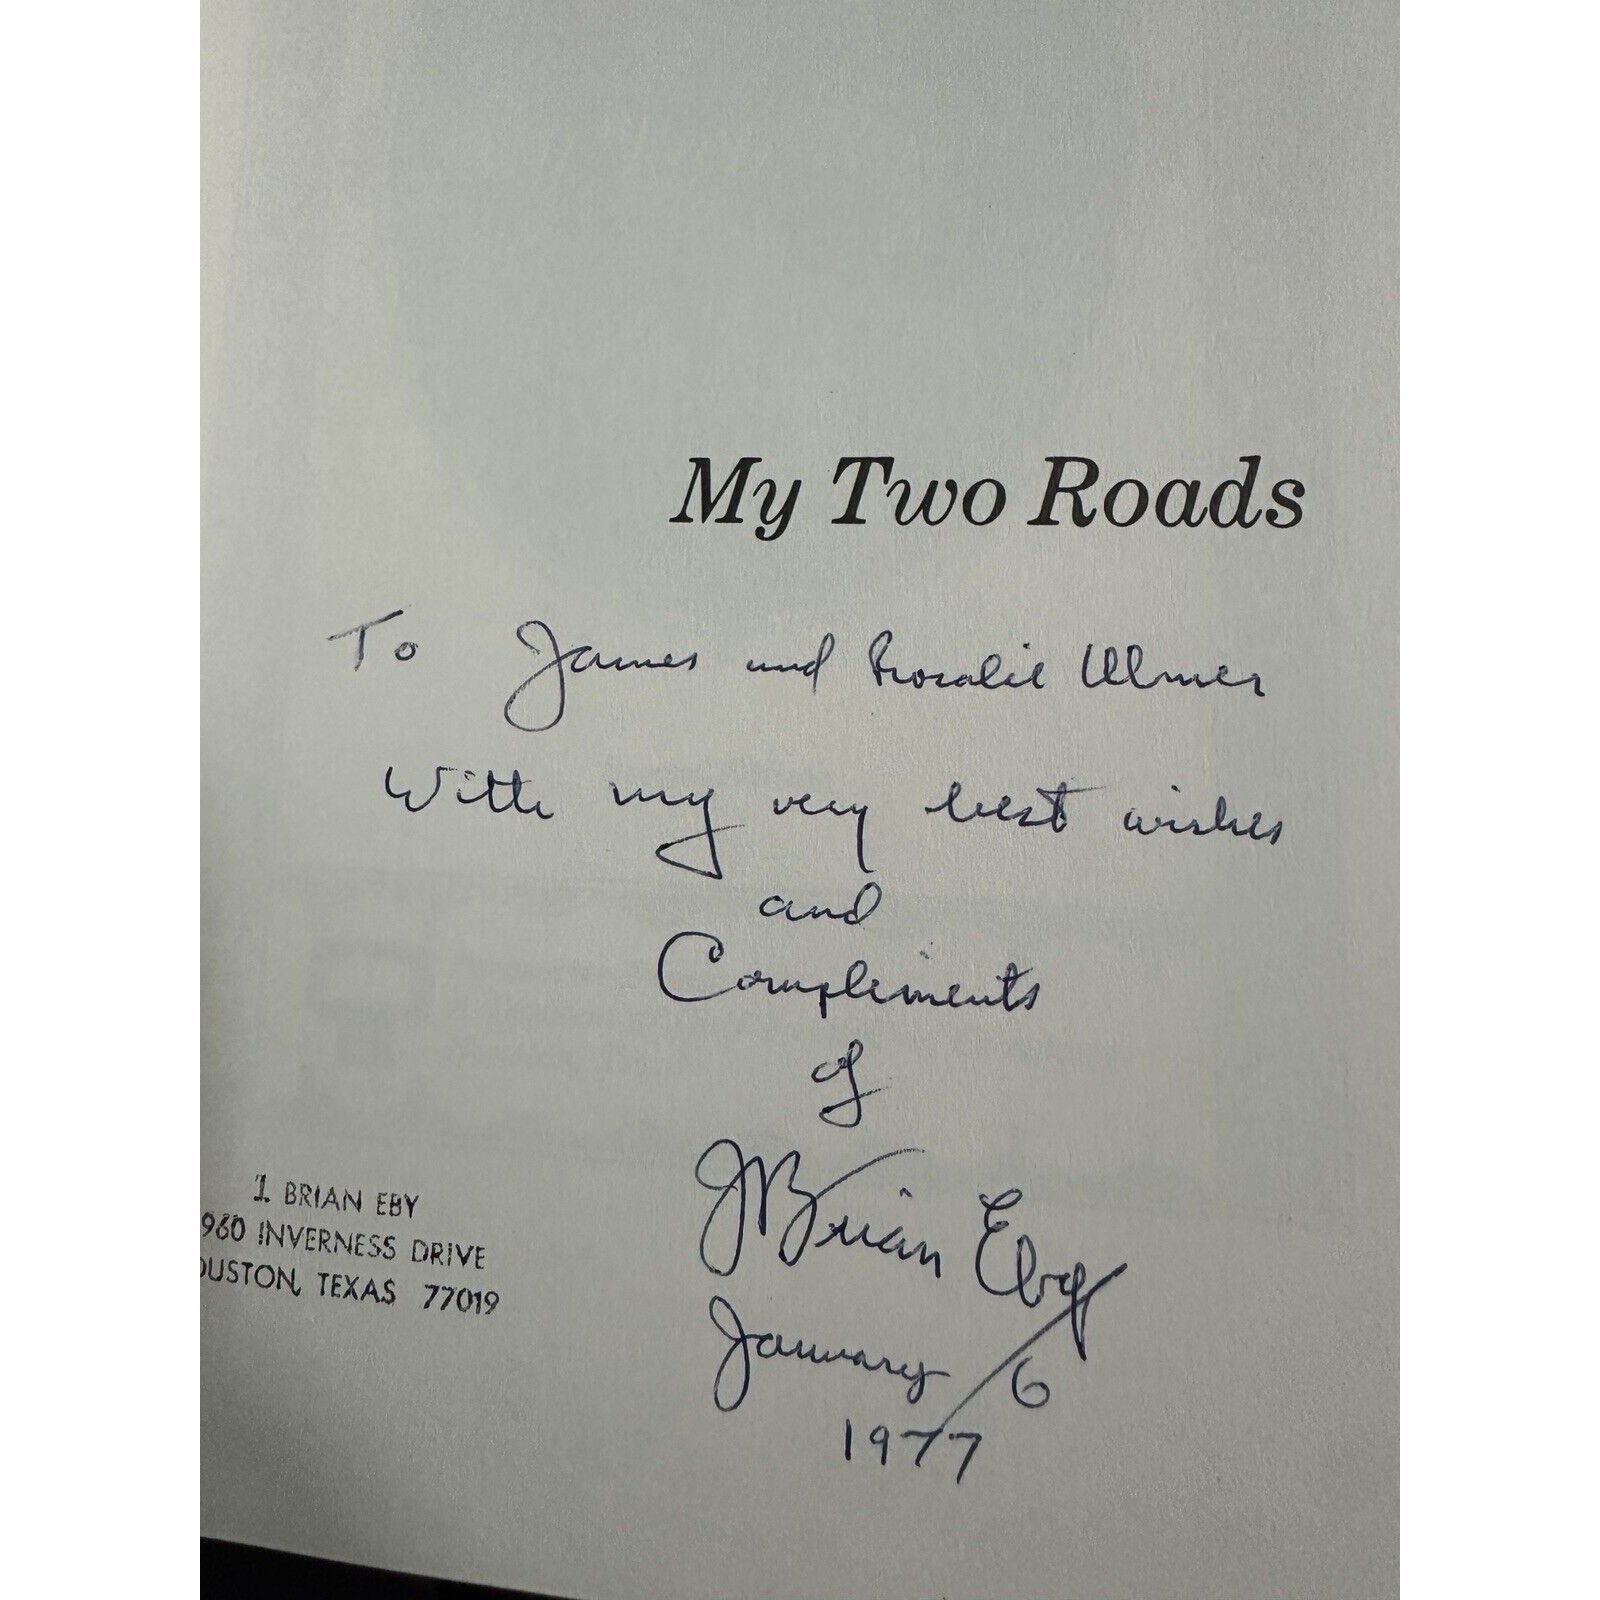 My Two Roads
To James and Rosalie Ulmer
With my very best wishes
and
Compliments
of
J Brian Eby
January 6
1977
1 BRIAN EBY
960 INVERNESS DRIVE
OUSTON, TEXAS 77019